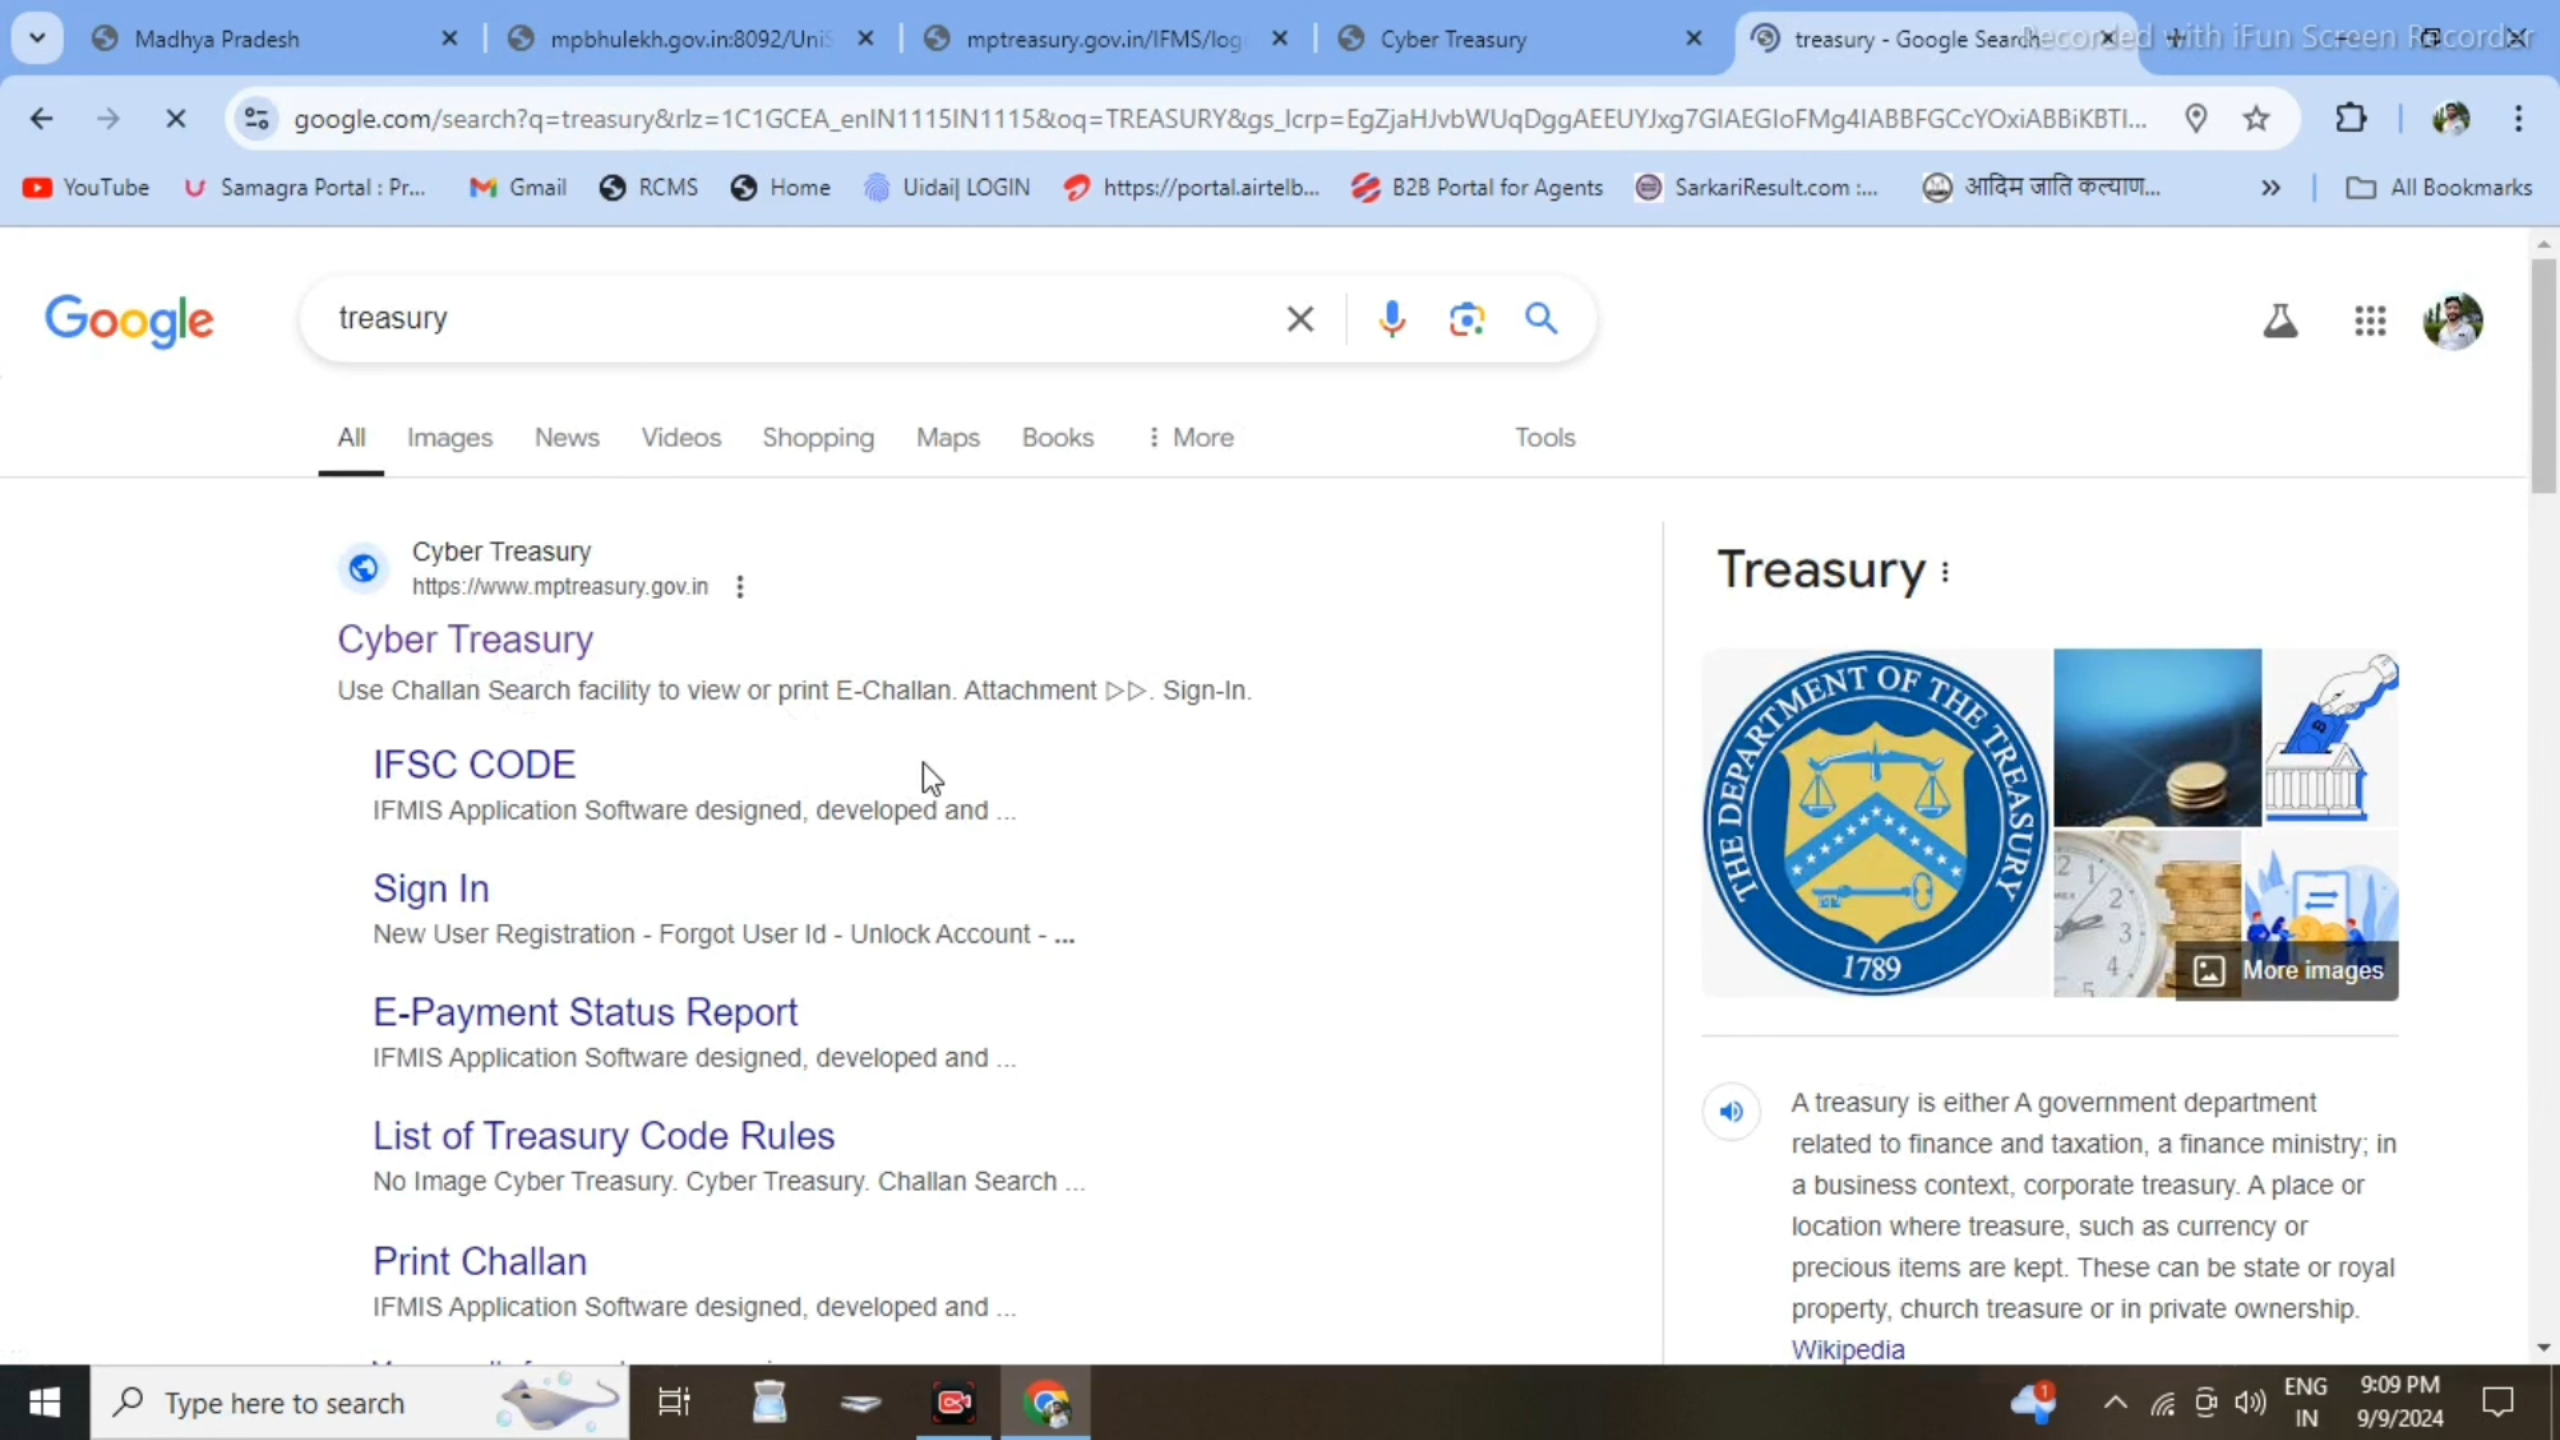 Madhya Pradesh
mpbhulekh.gov.in:8092/UniS
mptreasury.gov.in/IFMS/log
Cyber Treasury
treasury - Google Search
Recorded with iFun Screen Recorder
google.com/search?q=treasury&rlz=1C1GCEA_enIN1115IN1115&oq=TREASURY&gs_lcrp=EgZjaHJvbWUqDggAEEUYJxg7GIAEGIoFMg4IABBFGCcYOxiABBiKBTI...
YouTube
Samagra Portal : Pr...
Gmail
RCMS
Home
Uidai| LOGIN
https://portal.airtelb...
B2B Portal for Agents
SarkariResult.com :...
आदिम जाति कल्याण...
All Bookmarks
Google
treasury
All Images News Videos Shopping Maps Books More Tools
Cyber Treasury
https://www.mptreasury.gov.in
Cyber Treasury
Use Challan Search facility to view or print E-Challan. Attachment ▷▷. Sign-In.
IFSC CODE
IFMIS Application Software designed, developed and ...
Sign In
New User Registration - Forgot User Id - Unlock Account - ...
E-Payment Status Report
IFMIS Application Software designed, developed and ...
List of Treasury Code Rules
No Image Cyber Treasury. Cyber Treasury. Challan Search ...
Print Challan
IFMIS Application Software designed, developed and ...
Treasury
THE DEPARTMENT OF THE TREASURY
1789
More images
A treasury is either A government department
related to finance and taxation, a finance ministry; in
a business context, corporate treasury. A place or
location where treasure, such as currency or
precious items are kept. These can be state or royal
property, church treasure or in private ownership.
Wikipedia
Type here to search
1
ENG
IN
9:09 PM
9/9/2024